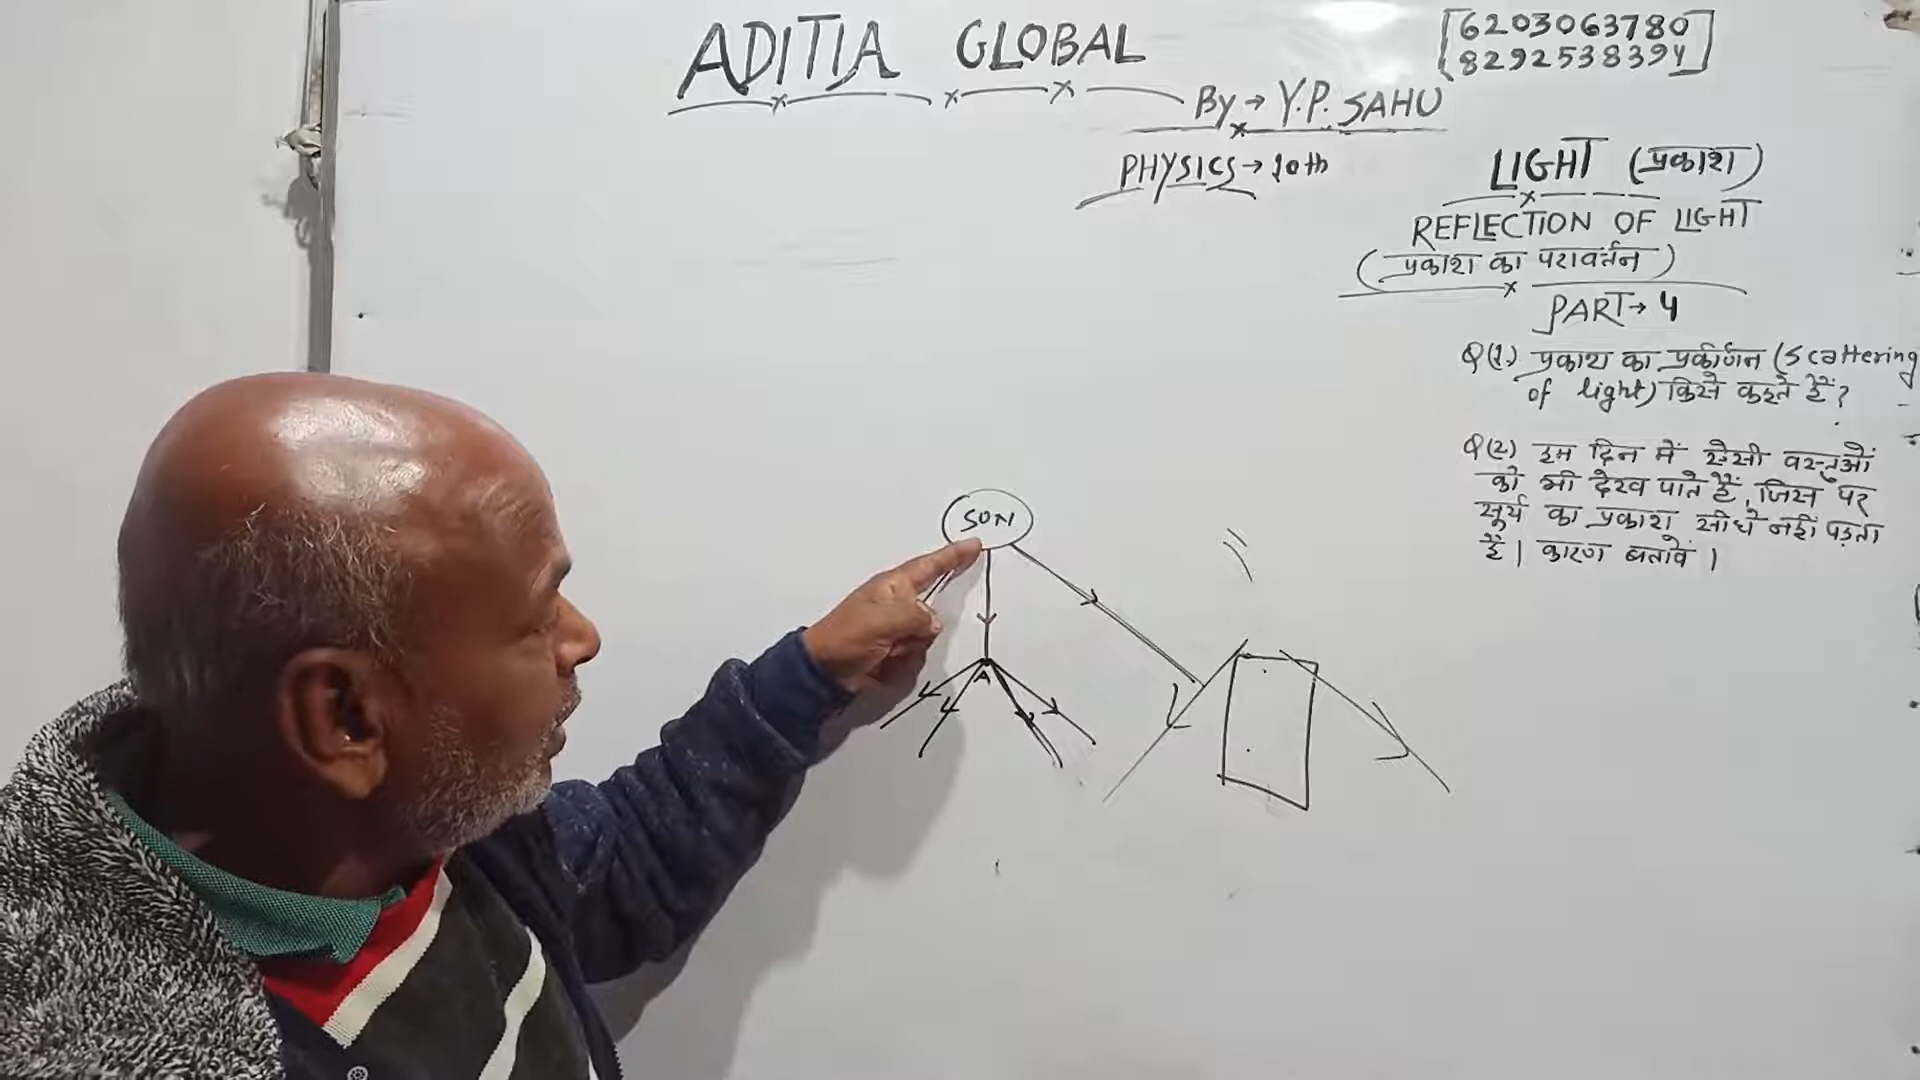 ADITIA GLOBAL
6203063780
8292538394
By → Y.P. SAHU
PHYSICS → 10th
LIGHT (प्रकाश)
REFLECTION OF LIGHT
(प्रकाश का परावर्तन)
PART → 4
Q(1.) प्रकाश का प्रकीर्णन (Scattering
of light) किसे कहते हैं?
Q(2) हम दिन में ऐसी वस्तुओं
को भी देख पाते हैं, जिस पर
सूर्य का प्रकाश सीधे नहीं पड़ता
है। कारण बतावें।
SUN
A